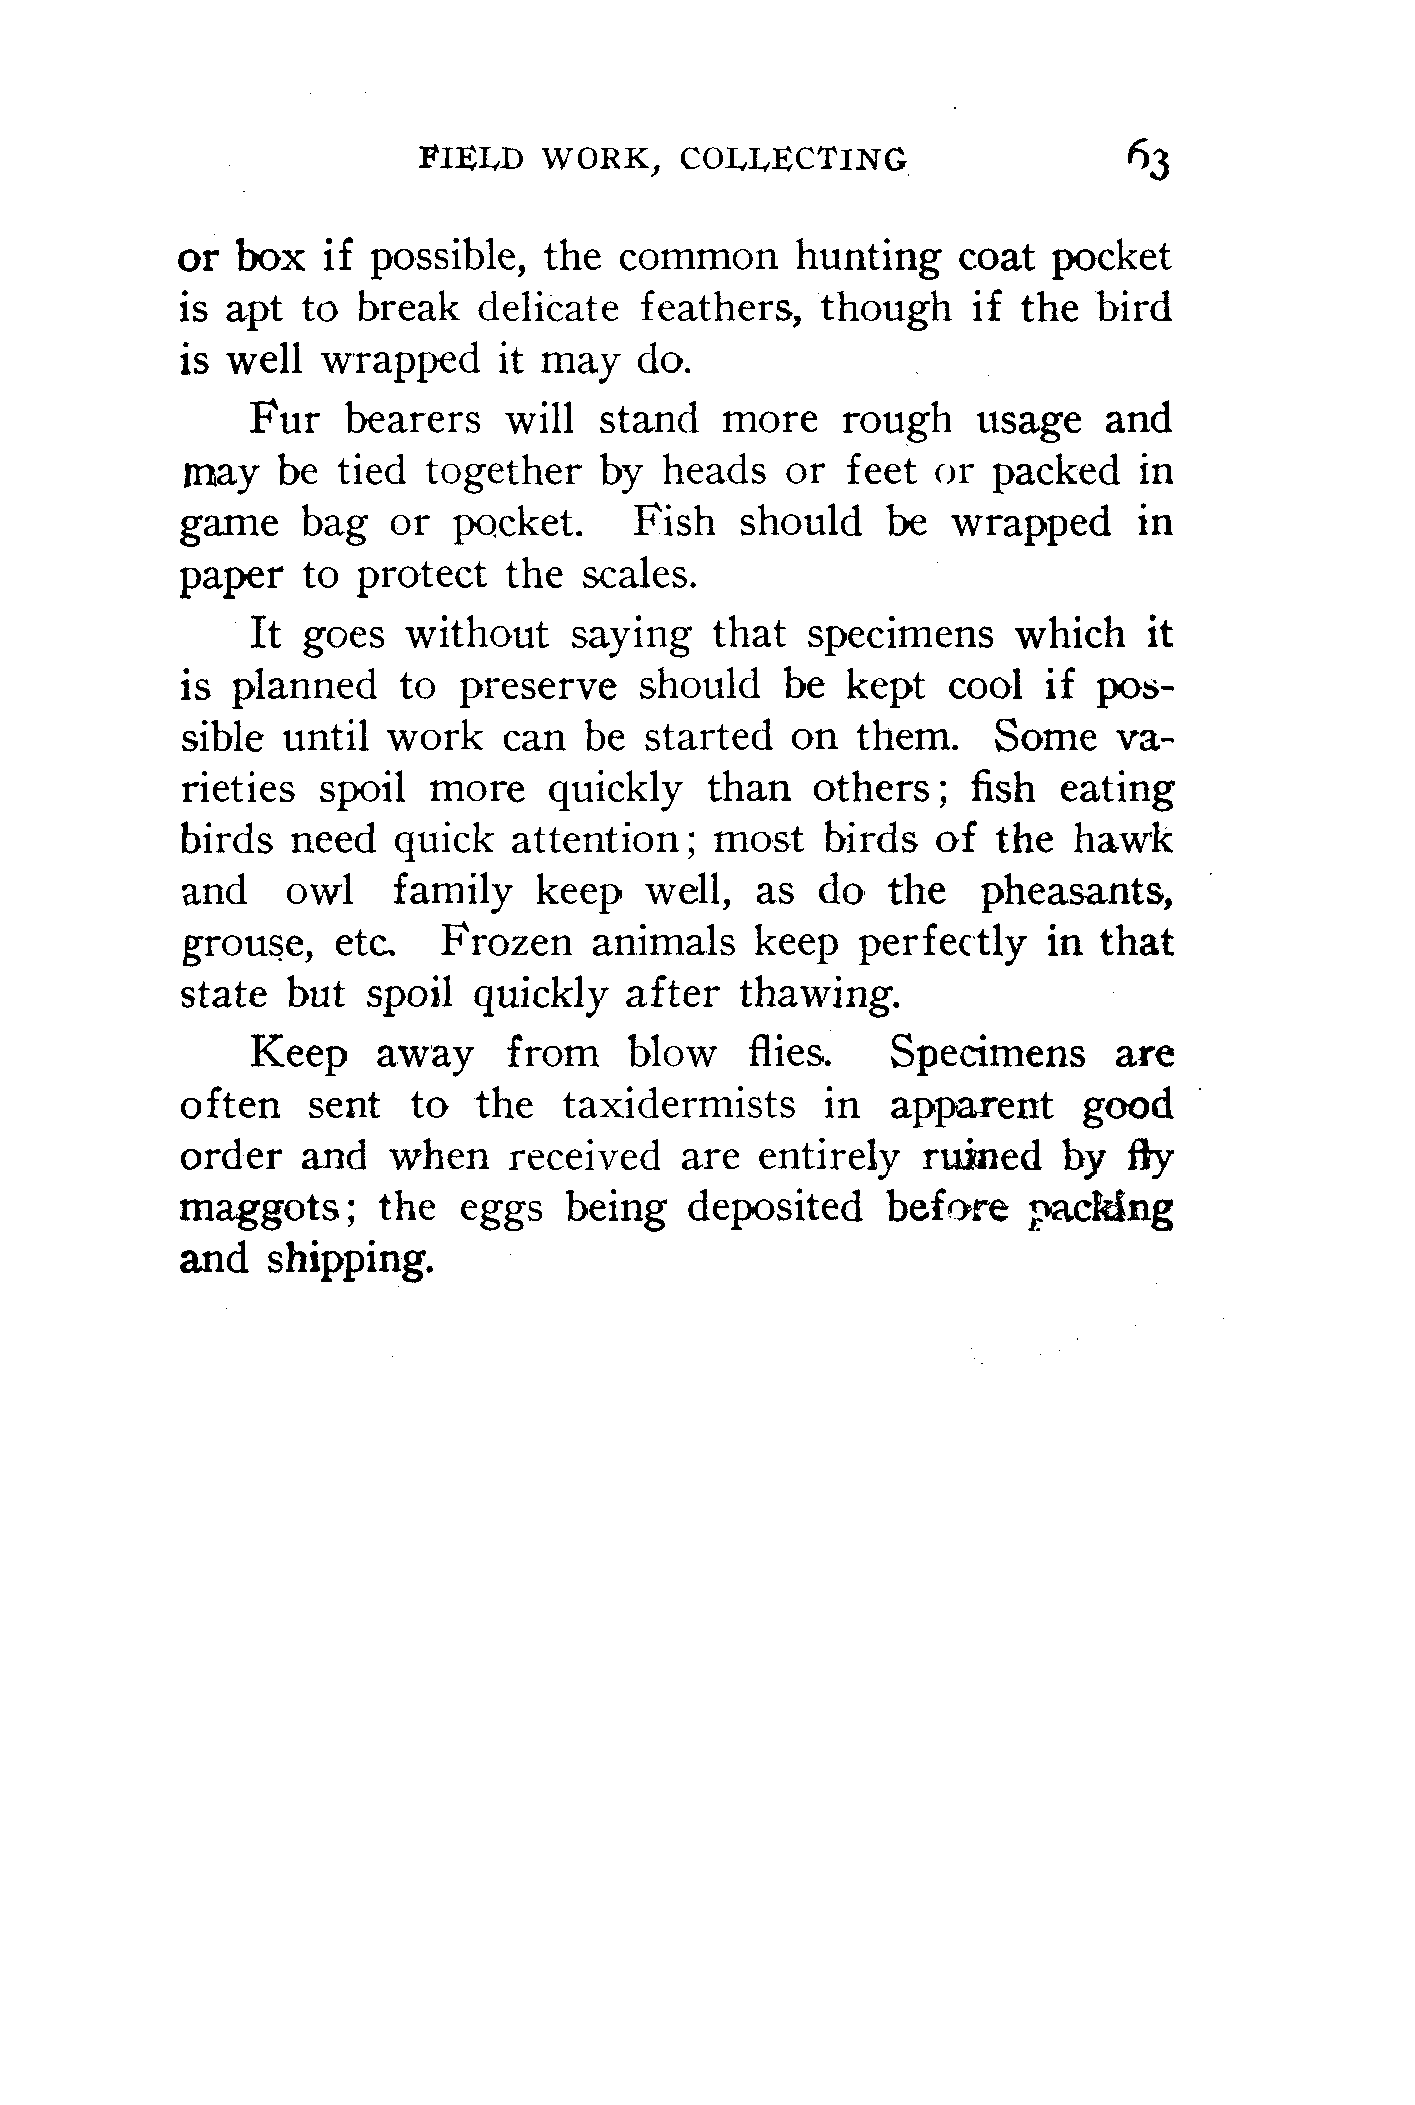 FIELD WORK, COLLECTING 63
or box if possible, the common hunting coat pocket
is apt to break delicate feathers, though if the bird
is well wrapped it may do.
Fur bearers will stand more rough usage and
may be tied together by heads or feet or packed in
game bag or pocket. Fish should be wrapped in
paper to protect the scales.
It goes without saying that specimens which it
is planned to preserve should be kept cool if pos-
sible until work can be started on them. Some va-
rieties spoil more quickly than others; fish eating
birds need quick attention; most birds of the hawk
and owl family keep well, as do the pheasants,
grouse, etc. Frozen animals keep perfectly in that
state but spoil quickly after thawing.
Keep away from blow flies. Specimens are
often sent to the taxidermists in apparent good
order and when received are entirely ruined by fly
maggots; the eggs being deposited before packing
and shipping.